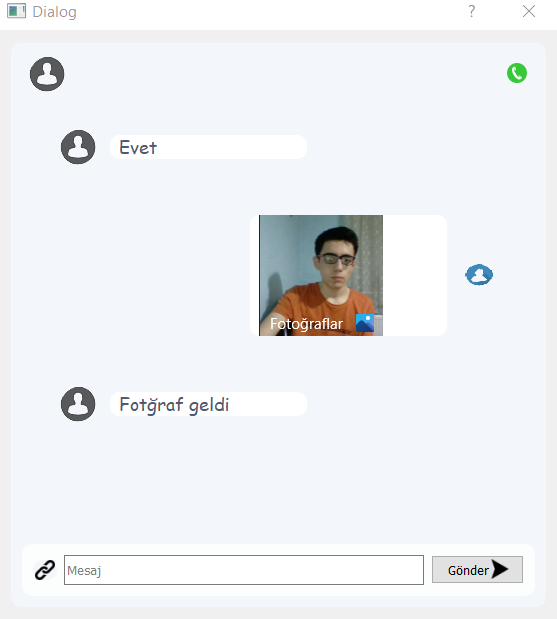 Dialog
?
Evet
Fotoğraflar
Fotğraf geldi
Mesaj
Gönder